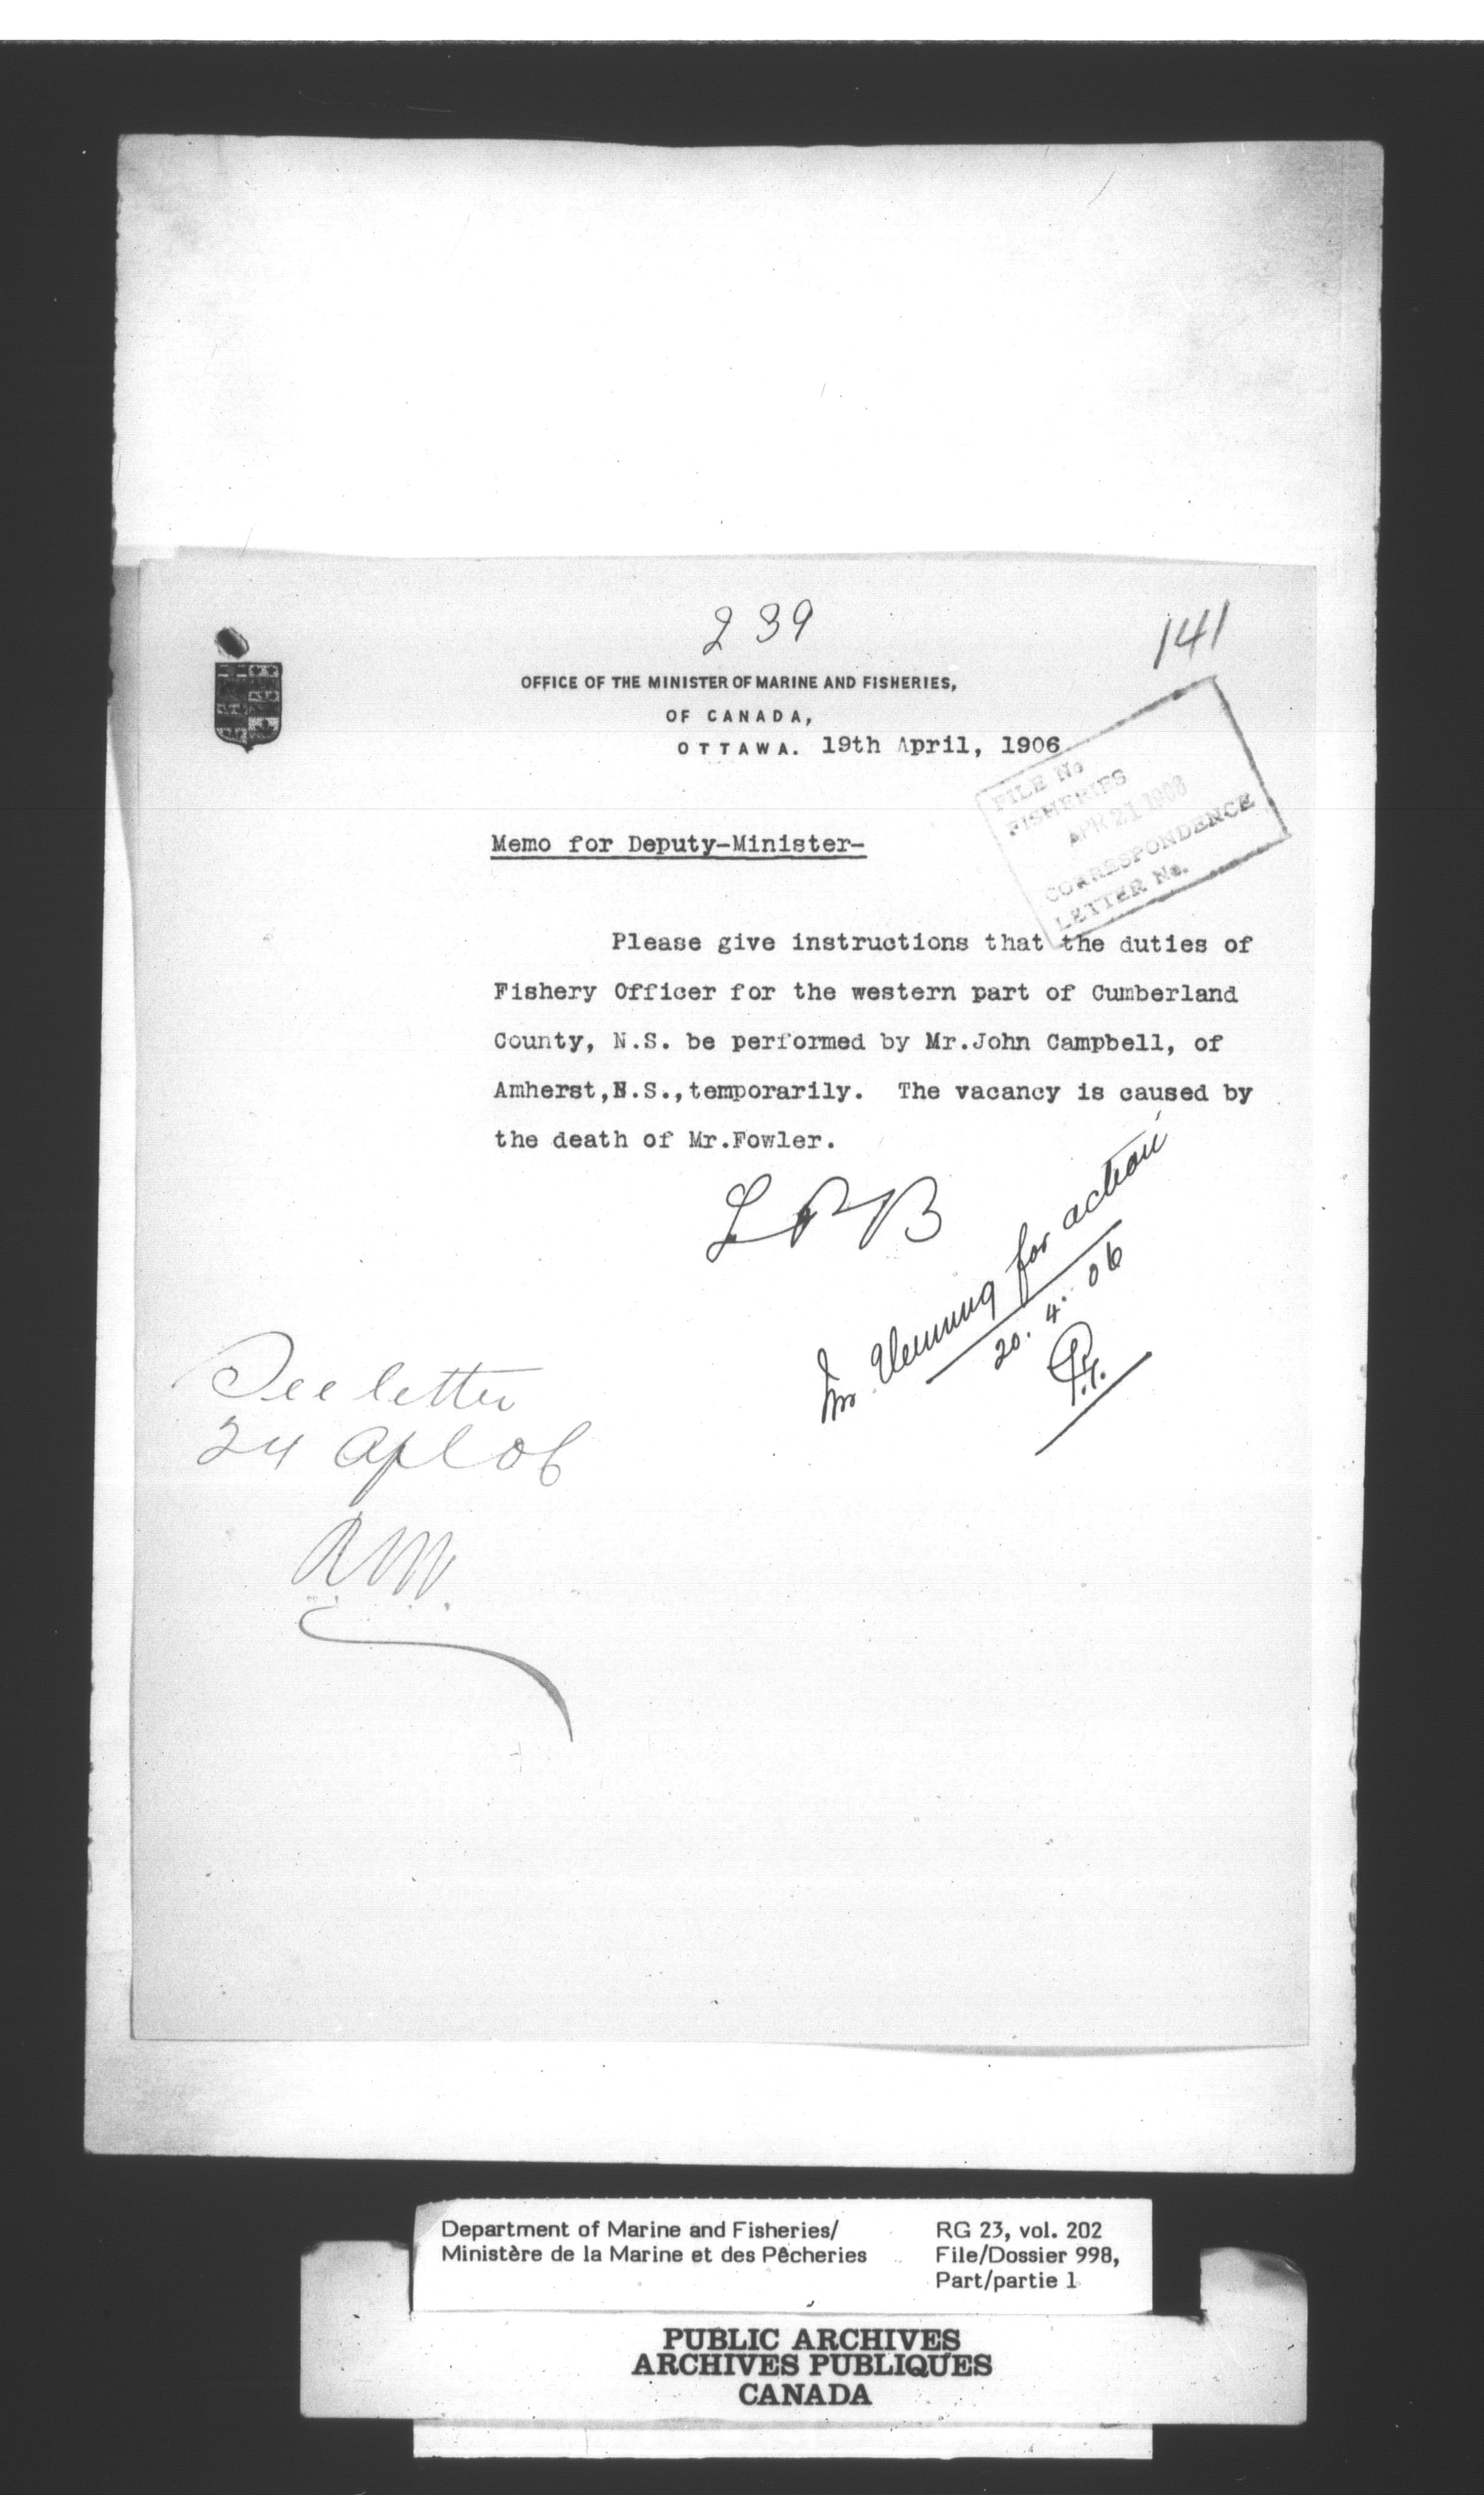 239
141
OFFICE OF THE MINISTER OF MARINE AND FISHERIES,
OF CANADA,
OTTAWA. 19th April, 1906
FILE No
FISHERIES
APR 21 1906
CORRESPONDENCE
LETTER No.
Memo for Deputy-Minister-
Please give instructions that the duties of
Fishery Officer for the western part of Cumberland
County, N.S. be performed by Mr.John Campbell, of
Amherst,N.S.,temporarily. The vacancy is caused by
the death of Mr.Fowler.
L P B
Mr. Venning for action
20. 4. 06
See letter
24 Apl 06
Department of Marine and Fisheries/
Ministère de la Marine et des Pêcheries
RG 23, vol. 202
File/Dossier 998,
Part/partie 1
PUBLIC ARCHIVES
ARCHIVES PUBLIQUES
CANADA